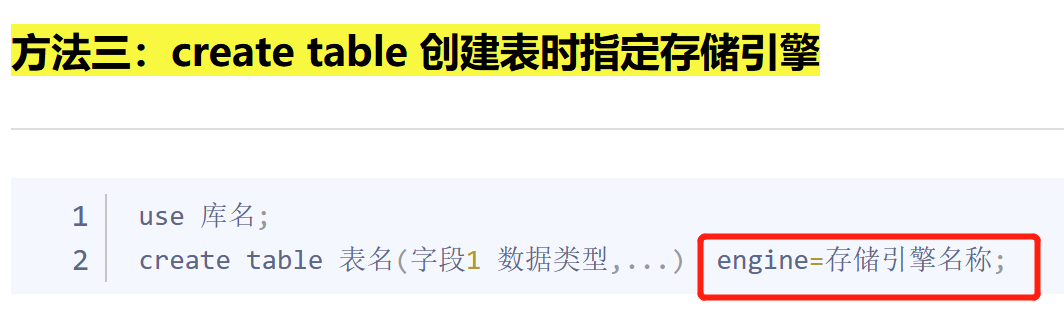 方法三：create table 创建表时指定存储引擎
1 use 库名;
2 create table 表名(字段1 数据类型,...) engine=存储引擎名称;